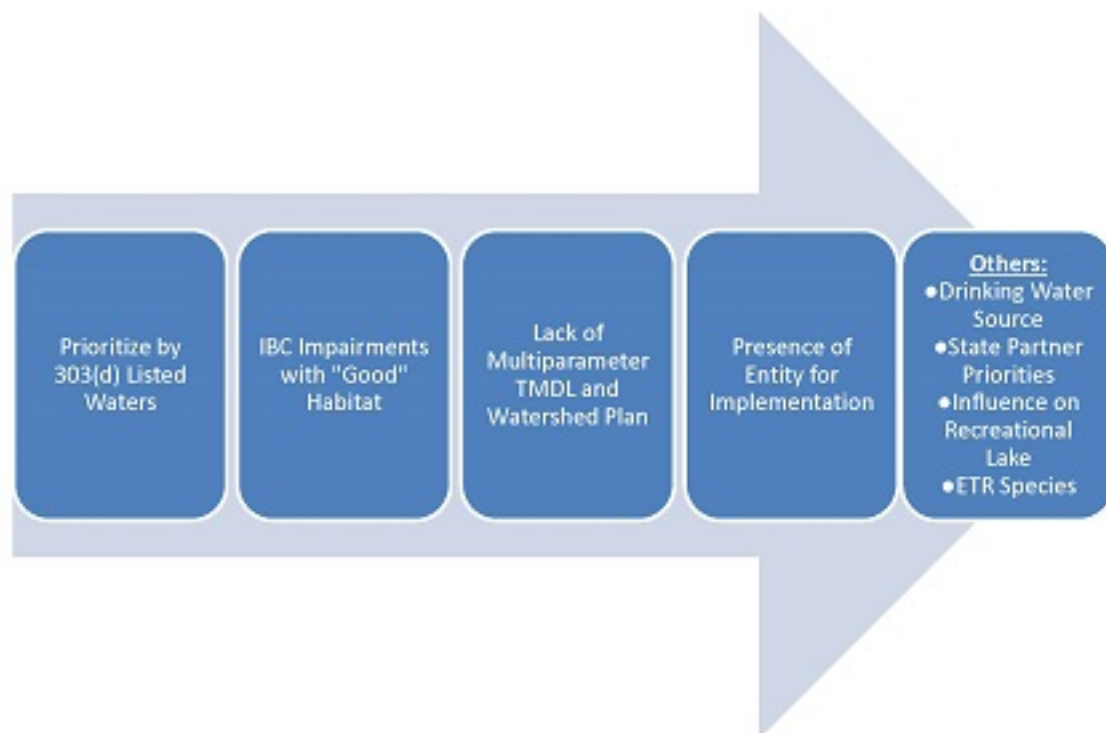 Prioritize by
303(d) Listed
Waters
IBC Impairments
with "Good"
Habitat
Lack of
Multiparameter
TMDL and
Watershed Plan
Presence of
Entity for
Implementation
Others:
●Drinking Water
Source
●State Partner
Priorities
●Influence on
Recreational
Lake
●ETR Species